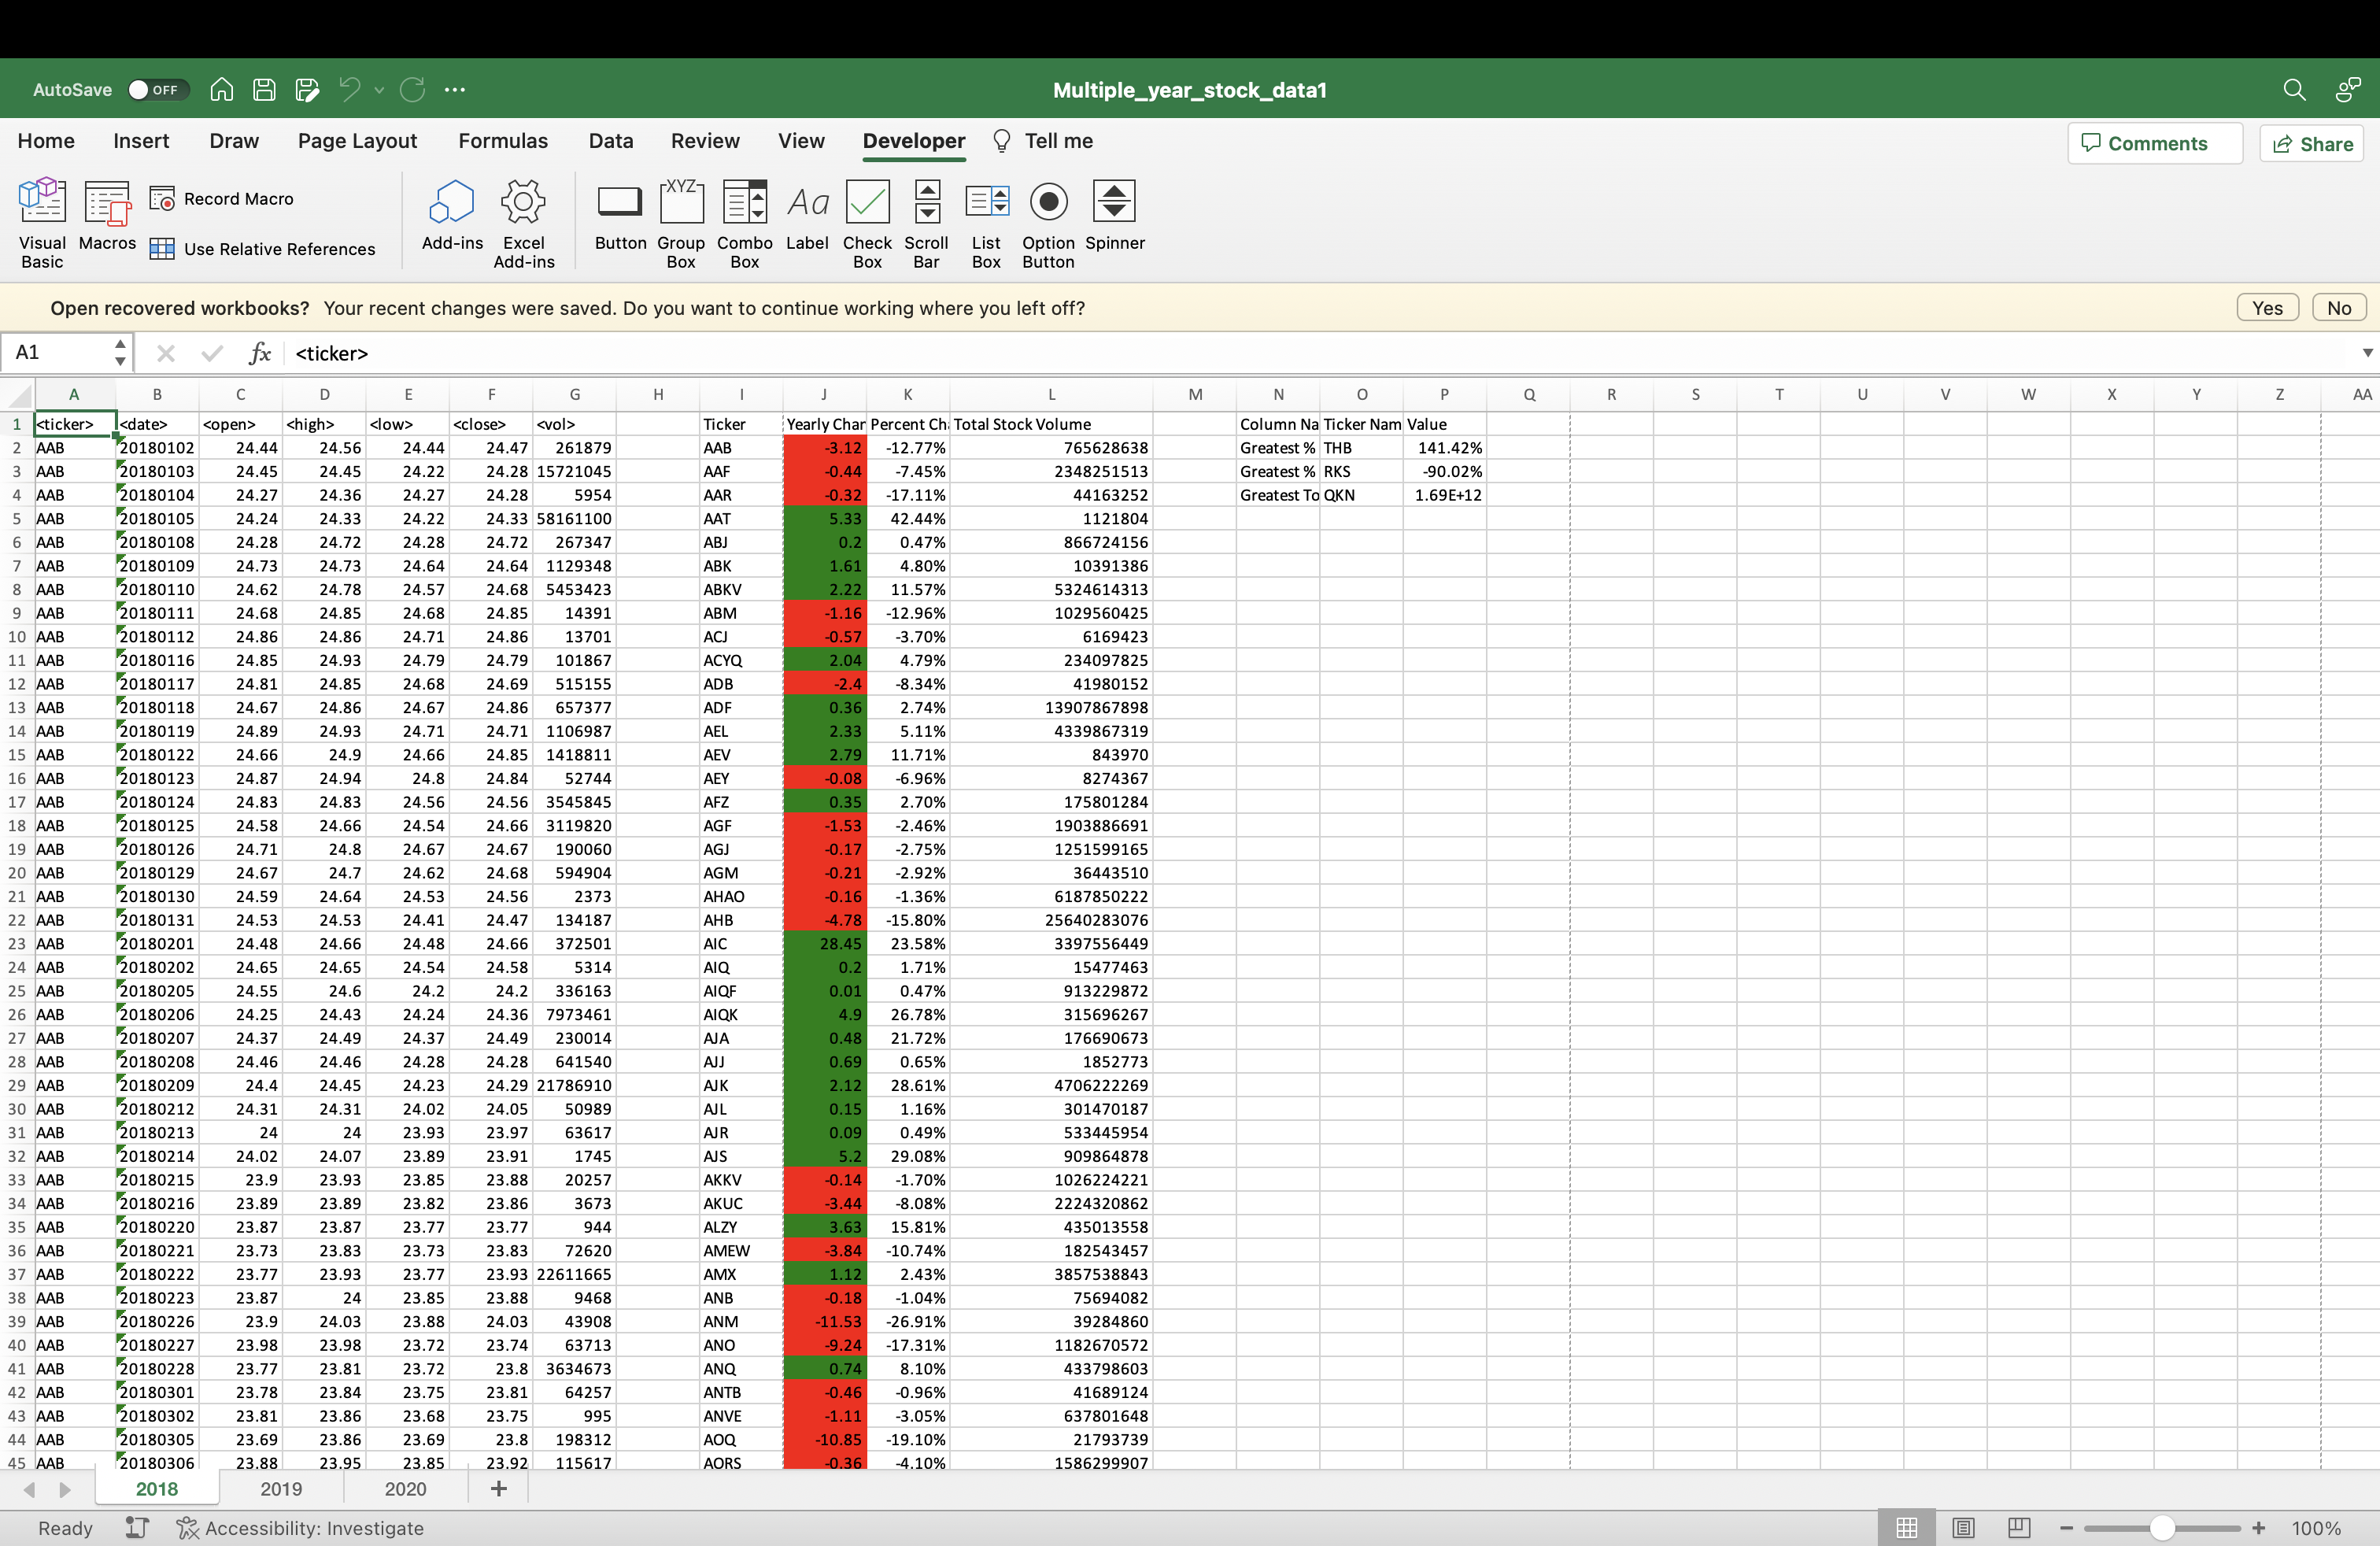 AutoSave OFF Multiple_year_stock_data1
Home Insert Draw Page Layout Formulas Data Review View Developer Tell me Comments Share
Visual Basic Macros Record Macro Use Relative References Add-ins Excel Add-ins Button Group Box Combo Box Label Check Box Scroll Bar List Box Option Button Spinner
Open recovered workbooks? Your recent changes were saved. Do you want to continue working where you left off? Yes No
A1 fx <ticker>
A B C D E F G H I J K L M N O P Q R S T U V W X Y Z AA
1 <ticker> <date> <open> <high> <low> <close> <vol> Ticker Yearly Char Percent Ch Total Stock Volume Column Na Ticker Nam Value
2 AAB 20180102 24.44 24.56 24.44 24.47 261879 AAB -3.12 -12.77% 765628638 Greatest % THB 141.42%
3 AAB 20180103 24.45 24.45 24.22 24.28 15721045 AAF -0.44 -7.45% 2348251513 Greatest % RKS -90.02%
4 AAB 20180104 24.27 24.36 24.27 24.28 5954 AAR -0.32 -17.11% 44163252 Greatest To QKN 1.69E+12
5 AAB 20180105 24.24 24.33 24.22 24.33 58161100 AAT 5.33 42.44% 1121804
6 AAB 20180108 24.28 24.72 24.28 24.72 267347 ABJ 0.2 0.47% 866724156
7 AAB 20180109 24.73 24.73 24.64 24.64 1129348 ABK 1.61 4.80% 10391386
8 AAB 20180110 24.62 24.78 24.57 24.68 5453423 ABKV 2.22 11.57% 5324614313
9 AAB 20180111 24.68 24.85 24.68 24.85 14391 ABM -1.16 -12.96% 1029560425
10 AAB 20180112 24.86 24.86 24.71 24.86 13701 ACJ -0.57 -3.70% 6169423
11 AAB 20180116 24.85 24.93 24.79 24.79 101867 ACYQ 2.04 4.79% 234097825
12 AAB 20180117 24.81 24.85 24.68 24.69 515155 ADB -2.4 -8.34% 41980152
13 AAB 20180118 24.67 24.86 24.67 24.86 657377 ADF 0.36 2.74% 13907867898
14 AAB 20180119 24.89 24.93 24.71 24.71 1106987 AEL 2.33 5.11% 4339867319
15 AAB 20180122 24.66 24.9 24.66 24.85 1418811 AEV 2.79 11.71% 843970
16 AAB 20180123 24.87 24.94 24.8 24.84 52744 AEY -0.08 -6.96% 8274367
17 AAB 20180124 24.83 24.83 24.56 24.56 3545845 AFZ 0.35 2.70% 175801284
18 AAB 20180125 24.58 24.66 24.54 24.66 3119820 AGF -1.53 -2.46% 1903886691
19 AAB 20180126 24.71 24.8 24.67 24.67 190060 AGJ -0.17 -2.75% 1251599165
20 AAB 20180129 24.67 24.7 24.62 24.68 594904 AGM -0.21 -2.92% 36443510
21 AAB 20180130 24.59 24.64 24.53 24.56 2373 AHAO -0.16 -1.36% 6187850222
22 AAB 20180131 24.53 24.53 24.41 24.47 134187 AHB -4.78 -15.80% 25640283076
23 AAB 20180201 24.48 24.66 24.48 24.66 372501 AIC 28.45 23.58% 3397556449
24 AAB 20180202 24.65 24.65 24.54 24.58 5314 AIQ 0.2 1.71% 15477463
25 AAB 20180205 24.55 24.6 24.2 24.2 336163 AIQF 0.01 0.47% 913229872
26 AAB 20180206 24.25 24.43 24.24 24.36 7973461 AIQK 4.9 26.78% 315696267
27 AAB 20180207 24.37 24.49 24.37 24.49 230014 AJA 0.48 21.72% 176690673
28 AAB 20180208 24.46 24.46 24.28 24.28 641540 AJJ 0.69 0.65% 1852773
29 AAB 20180209 24.4 24.45 24.23 24.29 21786910 AJK 2.12 28.61% 4706222269
30 AAB 20180212 24.31 24.31 24.02 24.05 50989 AJL 0.15 1.16% 301470187
31 AAB 20180213 24 24 23.93 23.97 63617 AJR 0.09 0.49% 533445954
32 AAB 20180214 24.02 24.07 23.89 23.91 1745 AJS 5.2 29.08% 909864878
33 AAB 20180215 23.9 23.93 23.85 23.88 20257 AKKV -0.14 -1.70% 1026224221
34 AAB 20180216 23.89 23.89 23.82 23.86 3673 AKUC -3.44 -8.08% 2224320862
35 AAB 20180220 23.87 23.87 23.77 23.77 944 ALZY 3.63 15.81% 435013558
36 AAB 20180221 23.73 23.83 23.73 23.83 72620 AMEW -3.84 -10.74% 182543457
37 AAB 20180222 23.77 23.93 23.77 23.93 22611665 AMX 1.12 2.43% 3857538843
38 AAB 20180223 23.87 24 23.85 23.88 9468 ANB -0.18 -1.04% 75694082
39 AAB 20180226 23.9 24.03 23.88 24.03 43908 ANM -11.53 -26.91% 39284860
40 AAB 20180227 23.98 23.98 23.72 23.74 63713 ANO -9.24 -17.31% 1182670572
41 AAB 20180228 23.77 23.81 23.72 23.8 3634673 ANQ 0.74 8.10% 433798603
42 AAB 20180301 23.78 23.84 23.75 23.81 64257 ANTB -0.46 -0.96% 41689124
43 AAB 20180302 23.81 23.86 23.68 23.75 995 ANVE -1.11 -3.05% 637801648
44 AAB 20180305 23.69 23.86 23.69 23.8 198312 AOQ -10.85 -19.10% 21793739
45 AAB 20180306 23.88 23.95 23.85 23.92 115617 AORS -0.36 -4.10% 1586299907
2018 2019 2020 +
Ready Accessibility: Investigate 100%